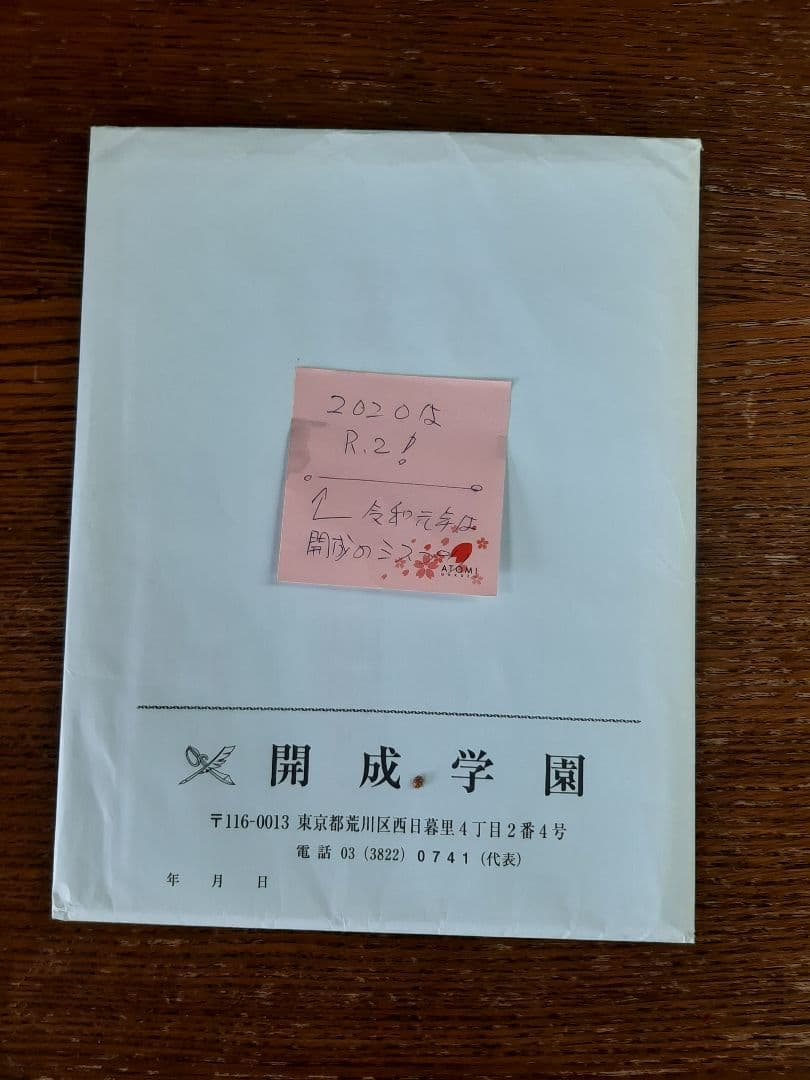 2020は
R.2!
令和元年は
開成のミス
ATOMI
開成学園
〒116-0013 東京都荒川区西日暮里4丁目2番4号
電話 03 (3822) 0741 (代表)
年 月 日